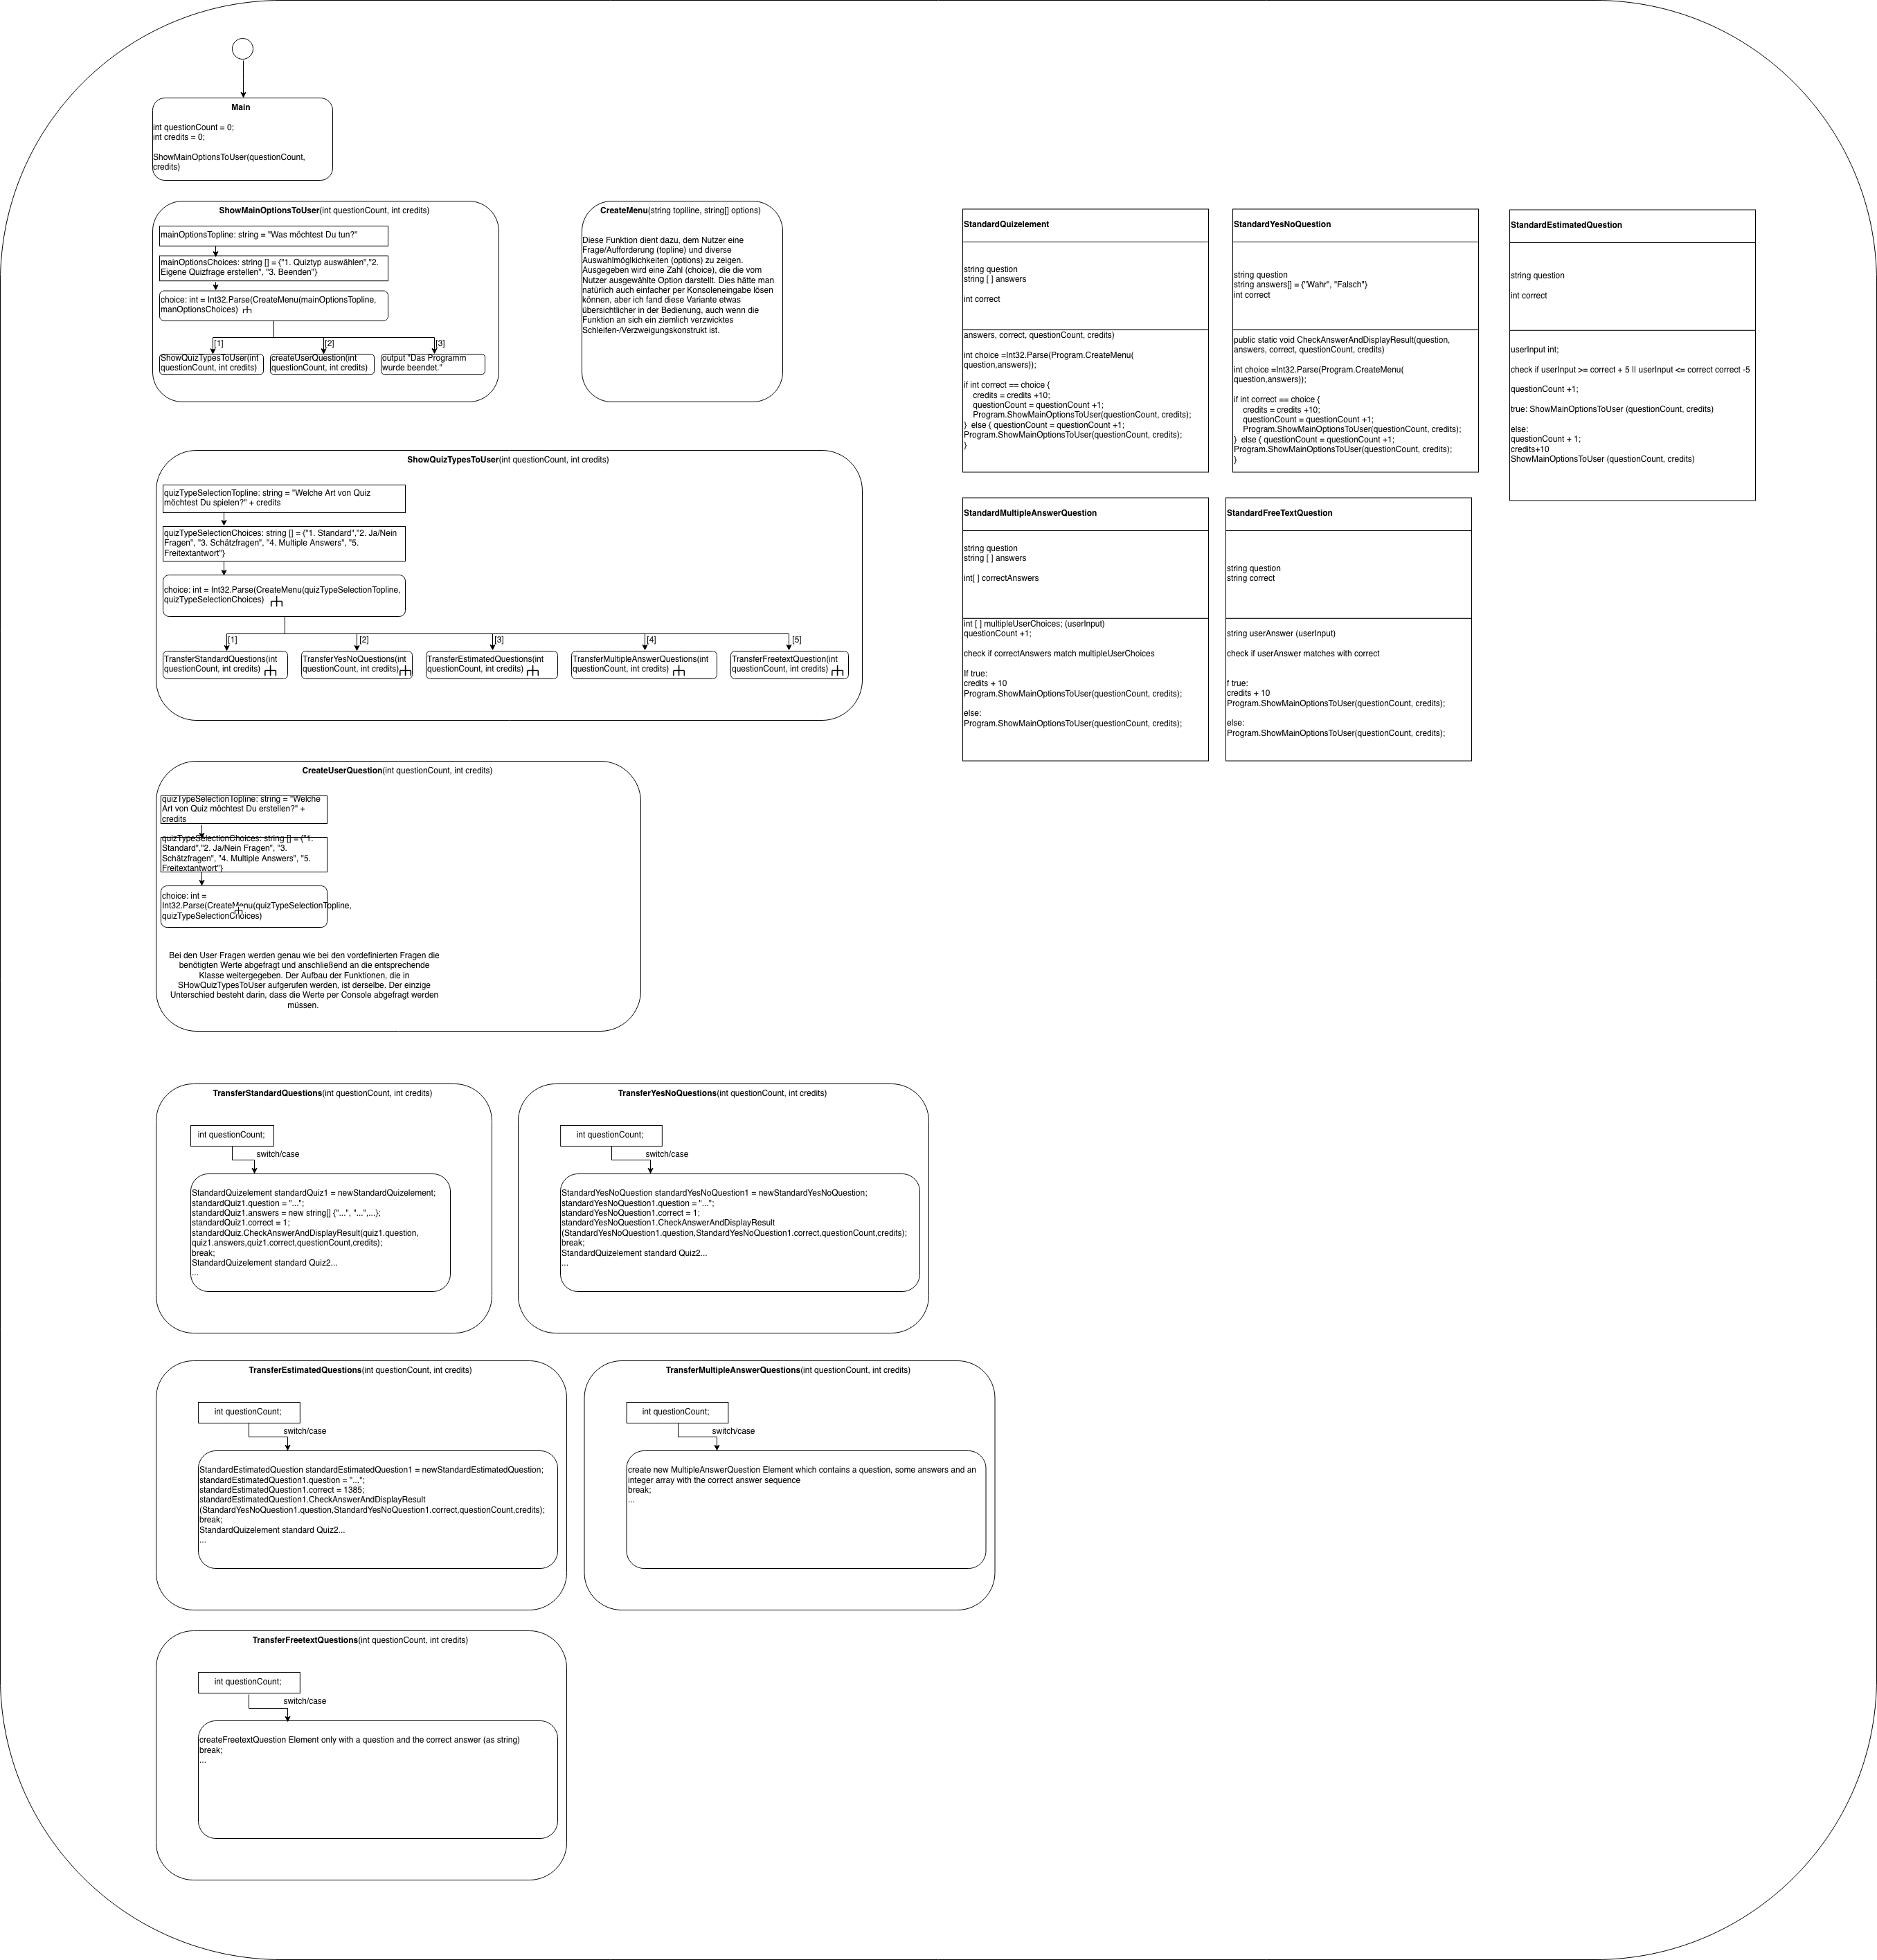 Main
int questionCount = 0;
int credits = 0;
ShowMainOptionsToUser(questionCount,
credits)
ShowMainOptionsToUser(int questionCount, int credits)
mainOptionsTopline: string = "Was möchtest Du tun?"
mainOptionsChoices: string [] = {"1. Quiztyp auswählen","2.
Eigene Quizfrage erstellen", "3. Beenden"}
choice: int = Int32.Parse(CreateMenu(mainOptionsTopline,
manOptionsChoices)
[1]
[2]
[3]
ShowQuizTypesToUser(int
questionCount, int credits)
createUserQuestion(int
questionCount, int credits)
output "Das Programm
wurde beendet."
CreateMenu(string toplline, string[] options)
Diese Funktion dient dazu, dem Nutzer eine
Frage/Aufforderung (topline) und diverse
Auswahlmöglkichkeiten (options) zu zeigen.
Ausgegeben wird eine Zahl (choice), die die vom
Nutzer ausgewählte Option darstellt. Dies hätte man
natürlich auch einfacher per Konsoleneingabe lösen
können, aber ich fand diese Variante etwas
übersichtlicher in der Bedienung, auch wenn die
Funktion an sich ein ziemlich verzwicktes
Schleifen-/Verzweigungskonstrukt ist.
StandardQuizelement
string question
string [ ] answers
int correct
answers, correct, questionCount, credits)
int choice =Int32.Parse(Program.CreateMenu(
question,answers));
if int correct == choice {
credits = credits +10;
questionCount = questionCount +1;
Program.ShowMainOptionsToUser(questionCount, credits);
} else { questionCount = questionCount +1;
Program.ShowMainOptionsToUser(questionCount, credits);
}
StandardYesNoQuestion
string question
string answers[] = {"Wahr", "Falsch"}
int correct
public static void CheckAnswerAndDisplayResult(question,
answers, correct, questionCount, credits)
int choice =Int32.Parse(Program.CreateMenu(
question,answers));
if int correct == choice {
credits = credits +10;
questionCount = questionCount +1;
Program.ShowMainOptionsToUser(questionCount, credits);
} else { questionCount = questionCount +1;
Program.ShowMainOptionsToUser(questionCount, credits);
}
StandardEstimatedQuestion
string question
int correct
userInput int;
check if userInput >= correct + 5 || userInput <= correct correct -5
questionCount +1;
true: ShowMainOptionsToUser (questionCount, credits)
else:
questionCount + 1;
credits+10
ShowMainOptionsToUser (questionCount, credits)
ShowQuizTypesToUser(int questionCount, int credits)
quizTypeSelectionTopline: string = "Welche Art von Quiz
möchtest Du spielen?" + credits
quizTypeSelectionChoices: string [] = {"1. Standard","2. Ja/Nein
Fragen", "3. Schätzfragen", "4. Multiple Answers", "5.
Freitextantwort"}
choice: int = Int32.Parse(CreateMenu(quizTypeSelectionTopline,
quizTypeSelectionChoices)
[1]
[2]
[3]
[4]
[5]
TransferStandardQuestions(int
questionCount, int credits)
TransferYesNoQuestions(int
questionCount, int credits)
TransferEstimatedQuestions(int
questionCount, int credits)
TransferMultipleAnswerQuestions(int
questionCount, int credits)
TransferFreetextQuestion(int
questionCount, int credits)
StandardMultipleAnswerQuestion
string question
string [ ] answers
int[ ] correctAnswers
int [ ] multipleUserChoices; (userInput)
questionCount +1;
check if correctAnswers match multipleUserChoices
If true:
credits + 10
Program.ShowMainOptionsToUser(questionCount, credits);
else:
Program.ShowMainOptionsToUser(questionCount, credits);
StandardFreeTextQuestion
string question
string correct
string userAnswer (userInput)
check if userAnswer matches with correct
f true:
credits + 10
Program.ShowMainOptionsToUser(questionCount, credits);
else:
Program.ShowMainOptionsToUser(questionCount, credits);
CreateUserQuestion(int questionCount, int credits)
quizTypeSelectionTopline: string = "Welche
Art von Quiz möchtest Du erstellen?" +
credits
quizTypeSelectionChoices: string [] = {"1.
Standard","2. Ja/Nein Fragen", "3.
Schätzfragen", "4. Multiple Answers", "5.
Freitextantwort"}
choice: int =
Int32.Parse(CreateMenu(quizTypeSelectionTopline,
quizTypeSelectionChoices)
Bei den User Fragen werden genau wie bei den vordefinierten Fragen die
benötigten Werte abgefragt und anschließend an die entsprechende
Klasse weitergegeben. Der Aufbau der Funktionen, die in
SHowQuizTypesToUser aufgerufen werden, ist derselbe. Der einzige
Unterschied besteht darin, dass die Werte per Console abgefragt werden
müssen.
TransferStandardQuestions(int questionCount, int credits)
int questionCount;
switch/case
StandardQuizelement standardQuiz1 = newStandardQuizelement;
standardQuiz1.question = "...";
standardQuiz1.answers = new string[] {"...", "...",...};
standardQuiz1.correct = 1;
standardQuiz.CheckAnswerAndDisplayResult(quiz1.question,
quiz1.answers,quiz1.correct,questionCount,credits);
break;
StandardQuizelement standard Quiz2...
...
TransferYesNoQuestions(int questionCount, int credits)
int questionCount;
switch/case
StandardYesNoQuestion standardYesNoQuestion1 = newStandardYesNoQuestion;
standardYesNoQuestion1.question = "...";
standardYesNoQuestion1.correct = 1;
standardYesNoQuestion1.CheckAnswerAndDisplayResult
(StandardYesNoQuestion1.question,StandardYesNoQuestion1.correct,questionCount,credits);
break;
StandardQuizelement standard Quiz2...
...
TransferEstimatedQuestions(int questionCount, int credits)
int questionCount;
switch/case
StandardEstimatedQuestion standardEstimatedQuestion1 = newStandardEstimatedQuestion;
standardEstimatedQuestion1.question = "...";
standardEstimatedQuestion1.correct = 1385;
standardEstimatedQuestion1.CheckAnswerAndDisplayResult
(StandardYesNoQuestion1.question,StandardYesNoQuestion1.correct,questionCount,credits);
break;
StandardQuizelement standard Quiz2...
...
TransferMultipleAnswerQuestions(int questionCount, int credits)
int questionCount;
switch/case
create new MultipleAnswerQuestion Element which contains a question, some answers and an
integer array with the correct answer sequence
break;
...
TransferFreetextQuestions(int questionCount, int credits)
int questionCount;
switch/case
createFreetextQuestion Element only with a question and the correct answer (as string)
break;
...